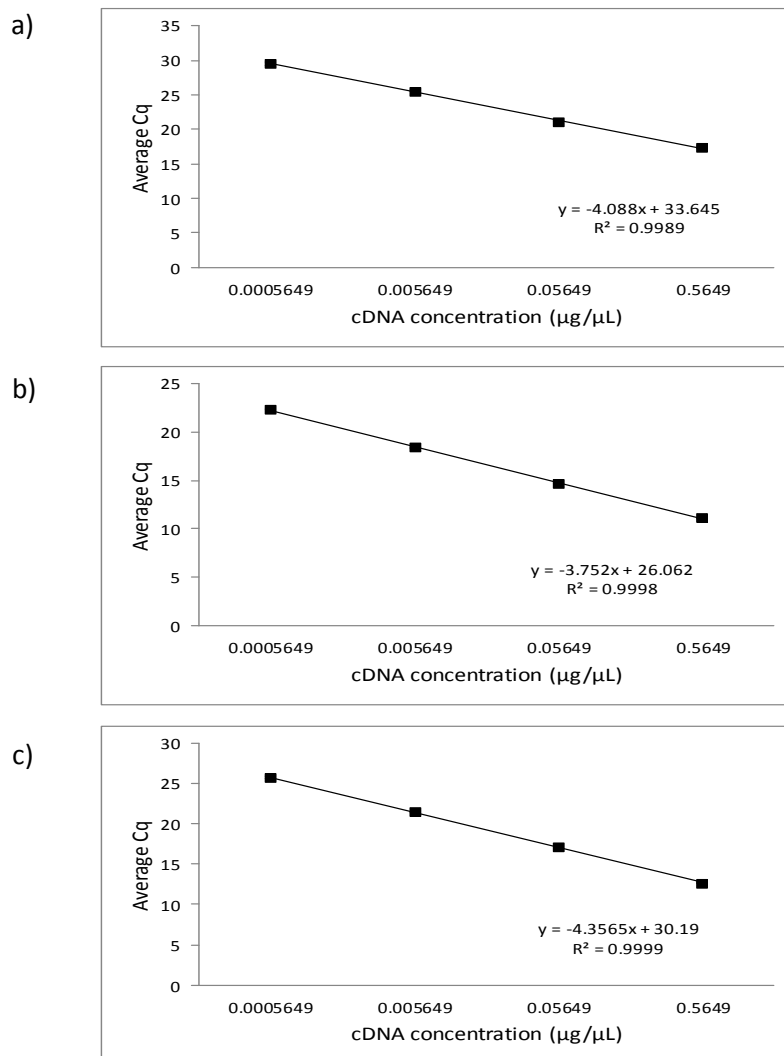 a)
35
30
25
20
15
10
5
0
Average Cq
y = -4.088x + 33.645
R² = 0.9989
0.0005649 0.005649 0.05649 0.5649
cDNA concentration (µg/µL)
b)
25
20
15
10
5
0
Average Cq
y = -3.752x + 26.062
R² = 0.9998
0.0005649 0.005649 0.05649 0.5649
cDNA concentration (µg/µL)
c)
30
25
20
15
10
5
0
Average Cq
y = -4.3565x + 30.19
R² = 0.9999
0.0005649 0.005649 0.05649 0.5649
cDNA concentration (µg/µL)